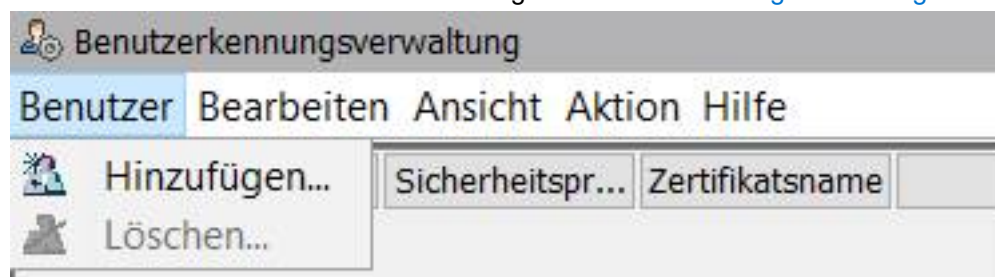 Benutzerkennungsverwaltung
Benutzer Bearbeiten Ansicht Aktion Hilfe
Hinzufügen... Sicherheitspr... Zertifikatsname
Löschen...